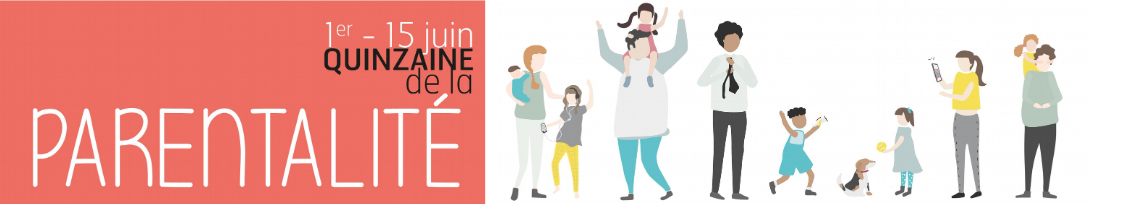 1er - 15 juin
QUINZAINE
de la
PARENTALITÉ